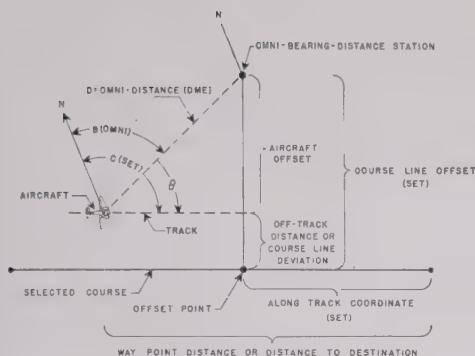 N
OMNI-BEARING-DISTANCE STATION
D=OMNI-DISTANCE (DME)
N
B(OMNI)
C(SET)
θ
AIRCRAFT
AIRCRAFT
OFFSET
COURSE LINE OFFSET
(SET)
TRACK
OFF-TRACK
DISTANCE OR
COURSE LINE
DEVIATION
SELECTED COURSE
OFFSET POINT
ALONG TRACK COORDINATE
(SET)
WAY POINT DISTANCE OR DISTANCE TO DESTINATION